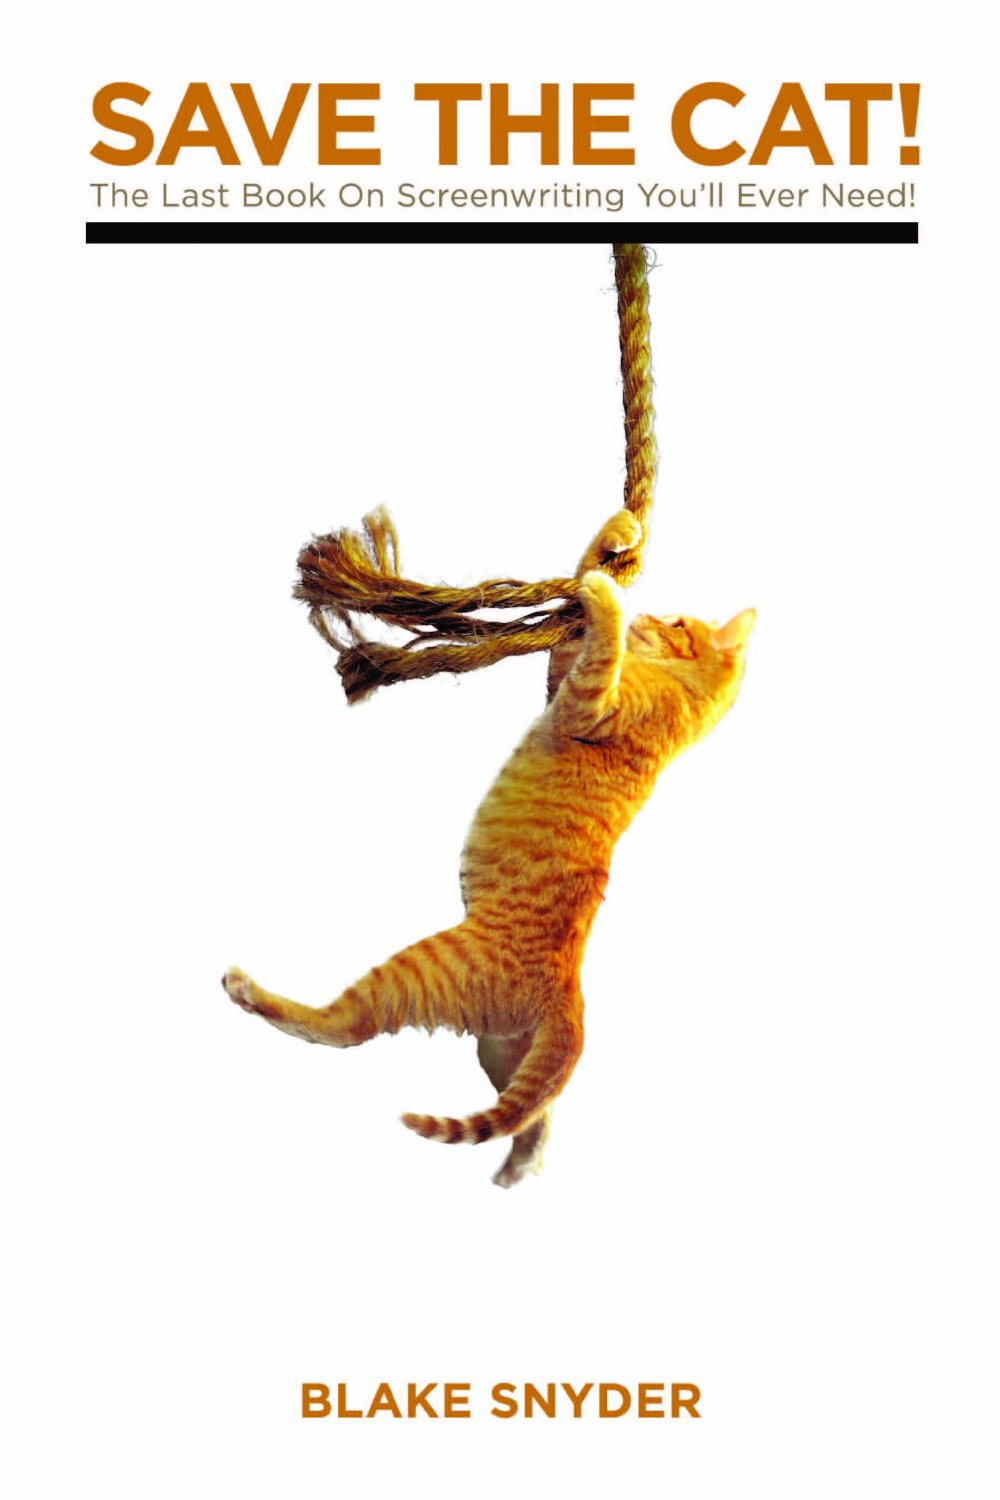 SAVE THE CAT!
The Last Book On Screenwriting You'll Ever Need!
BLAKE SNYDER